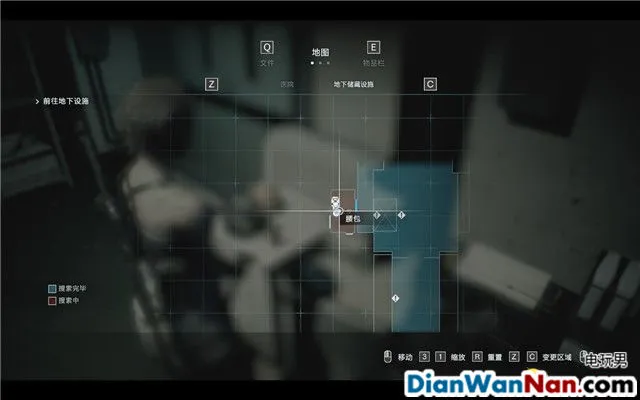 Q E
地图
文件 物品栏
Z 医院 地下储藏设施 C
前往地下设施
腰包
搜索完毕
搜索中
移动 3 1 缩放 R 重置 Z C 变更区域
电玩男
DianWanNan.com